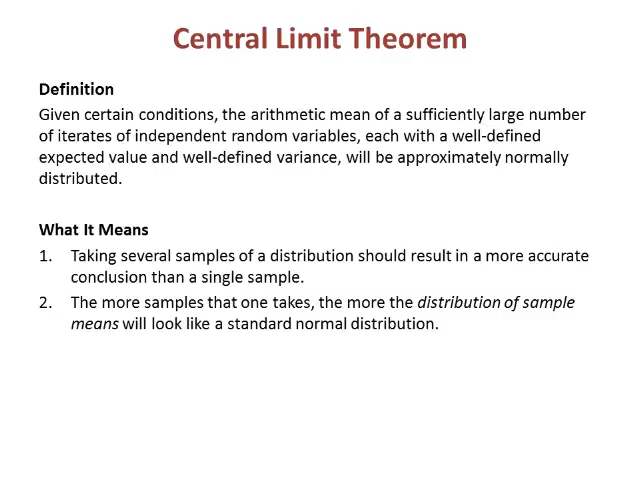 Central Limit Theorem
Definition
Given certain conditions, the arithmetic mean of a sufficiently large number
of iterates of independent random variables, each with a well-defined
expected value and well-defined variance, will be approximately normally
distributed.
What It Means
1. Taking several samples of a distribution should result in a more accurate
conclusion than a single sample.
2. The more samples that one takes, the more the distribution of sample
means will look like a standard normal distribution.